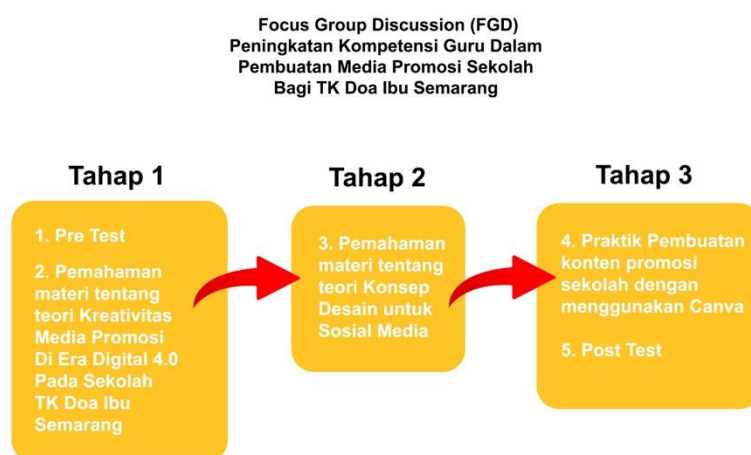 Focus Group Discussion (FGD)
Peningkatan Kompetensi Guru Dalam
Pembuatan Media Promosi Sekolah
Bagi TK Doa Ibu Semarang
Tahap 1
1. Pre Test
2. Pemahaman
materi tentang
teori Kreativitas
Media Promosi
Di Era Digital 4.0
Pada Sekolah
TK Doa Ibu
Semarang
Tahap 2
3. Pemahaman
materi tentang
teori Konsep
Desain untuk
Sosial Media
Tahap 3
4. Praktik Pembuatan
konten promosi
sekolah dengan
menggunakan Canva
5. Post Test